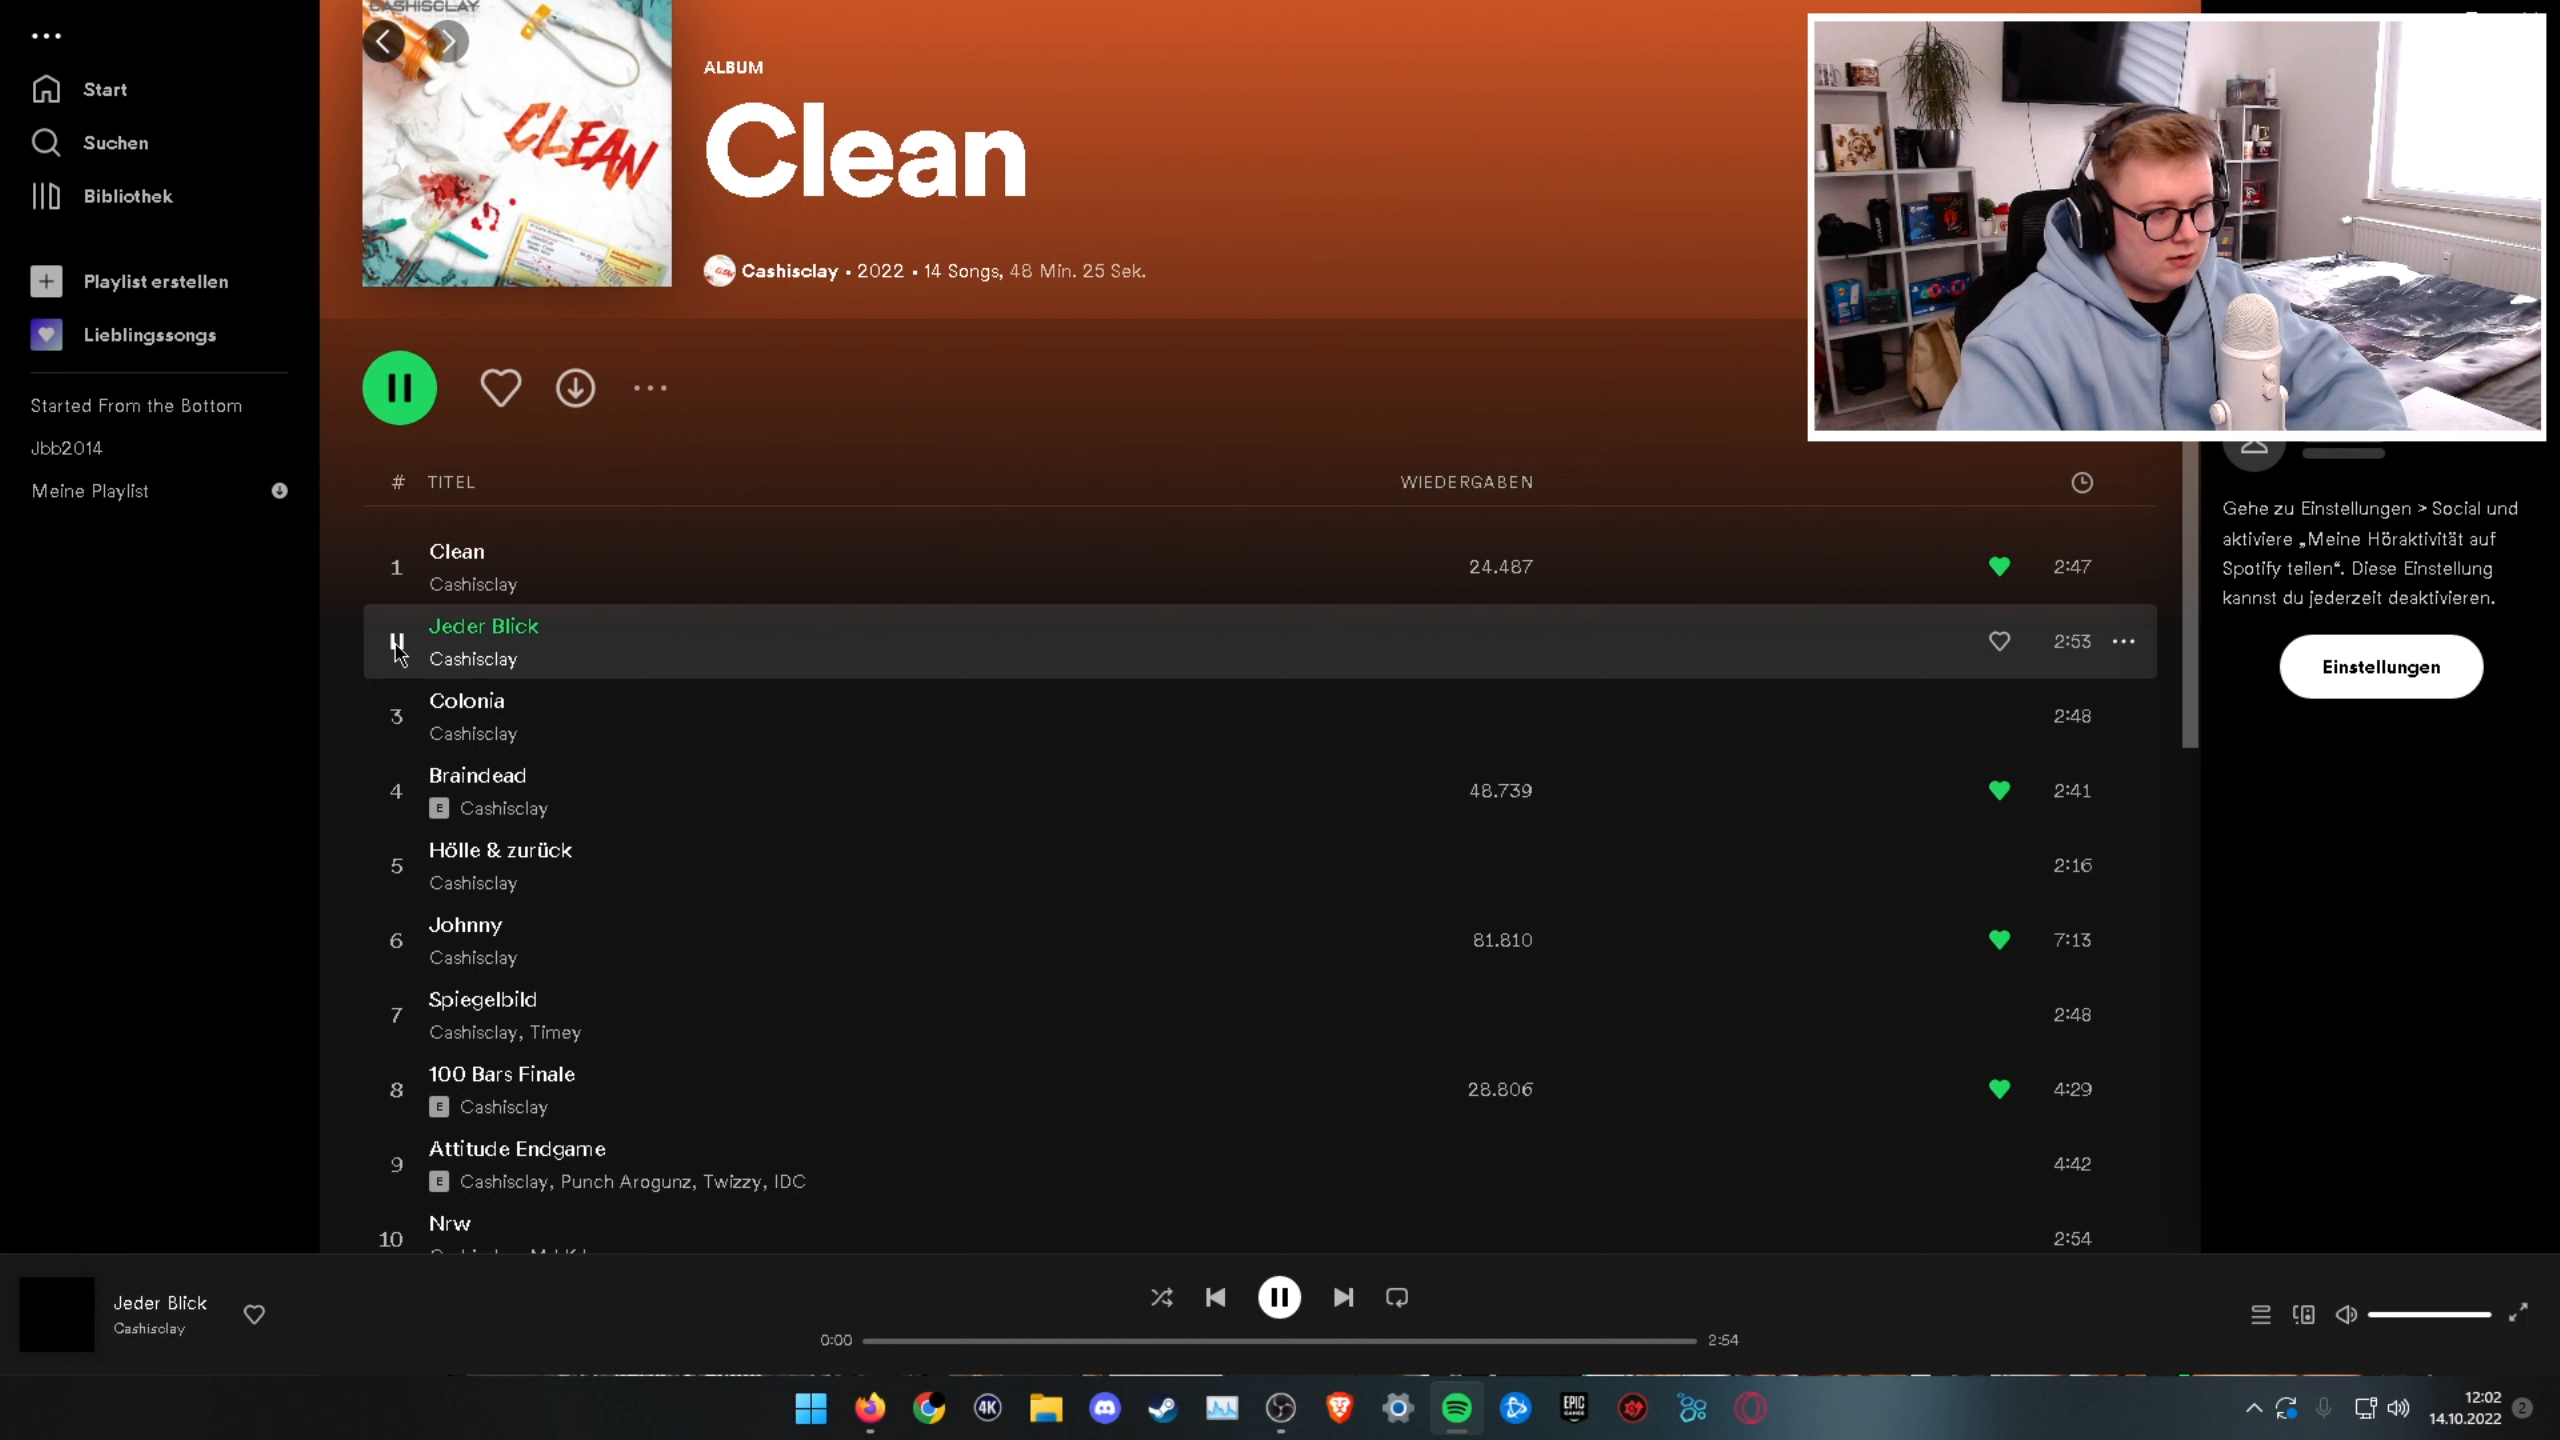 Start
Suchen
Bibliothek
Playlist erstellen
Lieblingssongs
Started From the Bottom
Jbb2014
Meine Playlist
CASHISCLAY
CLEAN
ALBUM
Clean
Cashisclay • 2022 • 14 Songs, 48 Min. 25 Sek.
# TITEL WIEDERGABEN
1 Clean 24.487 2:47
Cashisclay
Jeder Blick 2:53
Cashisclay
3 Colonia 2:48
Cashisclay
4 Braindead 48.739 2:41
E Cashisclay
5 Hölle & zurück 2:16
Cashisclay
6 Johnny 81.810 7:13
Cashisclay
7 Spiegelbild 2:48
Cashisclay, Timey
8 100 Bars Finale 28.806 4:29
E Cashisclay
9 Attitude Endgame 4:42
E Cashisclay, Punch Arogunz, Twizzy, IDC
10 Nrw 2:54
Gehe zu Einstellungen > Social und
aktiviere „Meine Höraktivität auf
Spotify teilen“. Diese Einstellung
kannst du jederzeit deaktivieren.
Einstellungen
Jeder Blick
Cashisclay
0:00 2:54
4K
EPIC
GAMES
12:02
14.10.2022
2